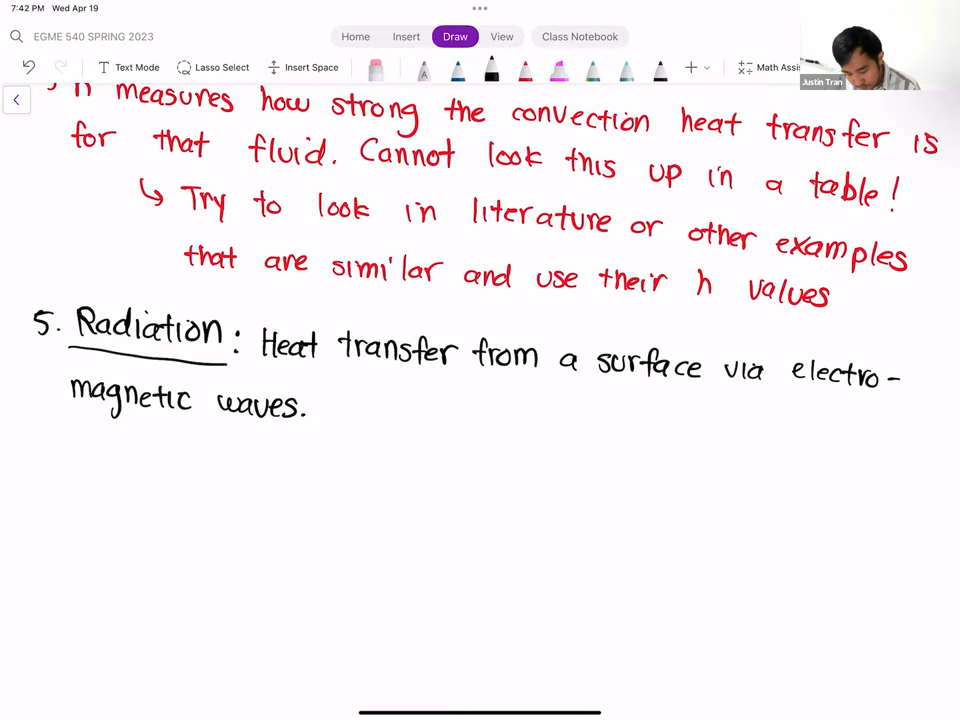 7:42 PM Wed Apr 19
EGME 540 SPRING 2023
Home Insert Draw View Class Notebook
Text Mode Lasso Select Insert Space Math Assis
Justin Tran
h measures how strong the convection heat transfer is
for that fluid. Cannot look this up in a table!
↳ Try to look in literature or other examples
that are similar and use their h values
5. Radiation: Heat transfer from a surface via electro-
magnetic waves.